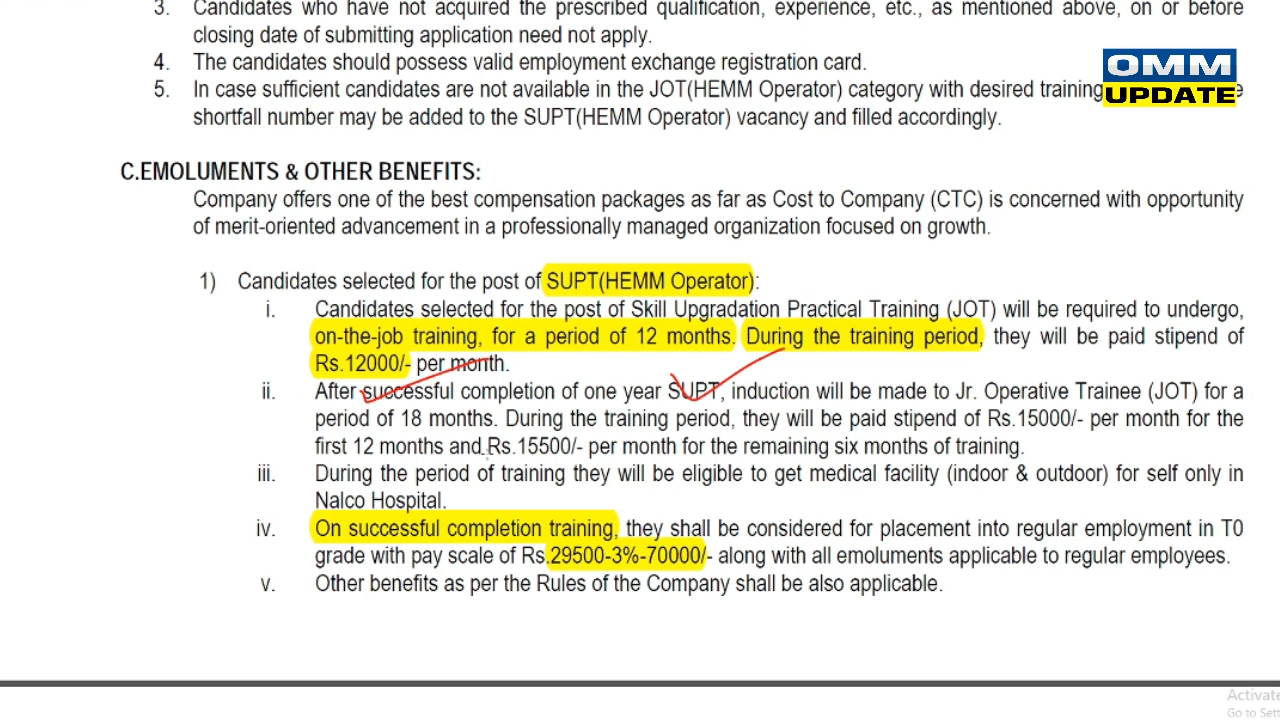 3. Candidates who have not acquired the prescribed qualification, experience, etc., as mentioned above, on or before
closing date of submitting application need not apply.
4. The candidates should possess valid employment exchange registration card.
5. In case sufficient candidates are not available in the JOT(HEMM Operator) category with desired training
shortfall number may be added to the SUPT(HEMM Operator) vacancy and filled accordingly.
OMM
UPDATE
C.EMOLUMENTS & OTHER BENEFITS:
Company offers one of the best compensation packages as far as Cost to Company (CTC) is concerned with opportunity
of merit-oriented advancement in a professionally managed organization focused on growth.
1) Candidates selected for the post of SUPT(HEMM Operator):
i. Candidates selected for the post of Skill Upgradation Practical Training (JOT) will be required to undergo,
on-the-job training, for a period of 12 months. During the training period, they will be paid stipend of
Rs.12000/- per month.
ii. After successful completion of one year SUPT, induction will be made to Jr. Operative Trainee (JOT) for a
period of 18 months. During the training period, they will be paid stipend of Rs.15000/- per month for the
first 12 months and Rs.15500/- per month for the remaining six months of training.
iii. During the period of training they will be eligible to get medical facility (indoor & outdoor) for self only in
Nalco Hospital.
iv. On successful completion training, they shall be considered for placement into regular employment in T0
grade with pay scale of Rs.29500-3%-70000/- along with all emoluments applicable to regular employees.
v. Other benefits as per the Rules of the Company shall be also applicable.
Activate
Go to Sett